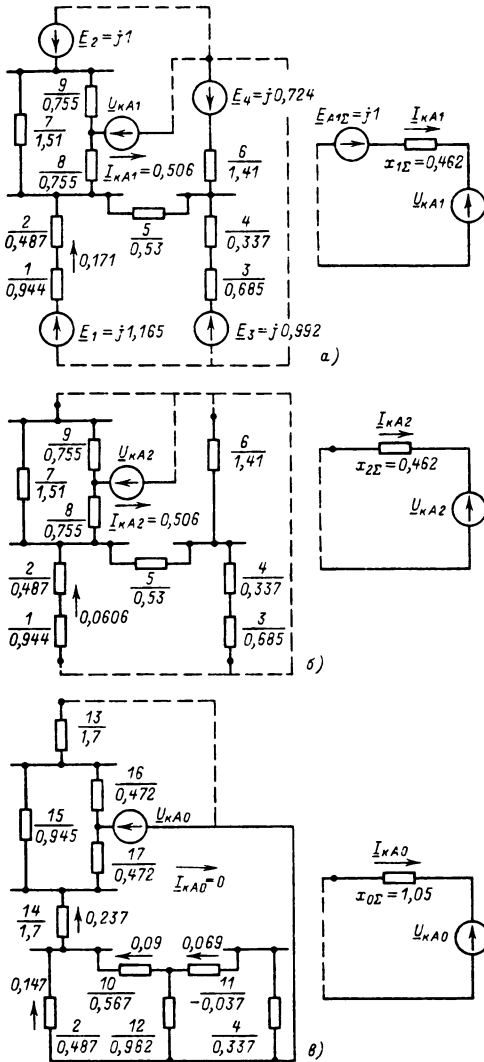 E2=j1
9
0,755
UкА1
E4=j0,724
EА1Σ=j1
IкА1
7
1,51
x1Σ=0,462
8
0,755
IкА1=0,506
6
1,41
UкА1
2
0,487
5
0,53
4
0,337
0,171
1
0,944
3
0,685
E1=j1,165
E3=j0,992
а)
9
0,755
UкА2
6
1,41
IкА2
7
1,51
x2Σ=0,462
8
0,755
IкА2=0,506
UкА2
2
0,487
5
0,53
4
0,337
0,0606
1
0,944
3
0,685
б)
13
1,7
16
0,472
UкА0
IкА0
15
0,945
x0Σ=1,05
17
0,472
IкА0=0
UкА0
14
1,7
0,237
0,09
0,069
0,147
10
0,567
11
-0,037
2
0,487
12
0,962
4
0,337
в)